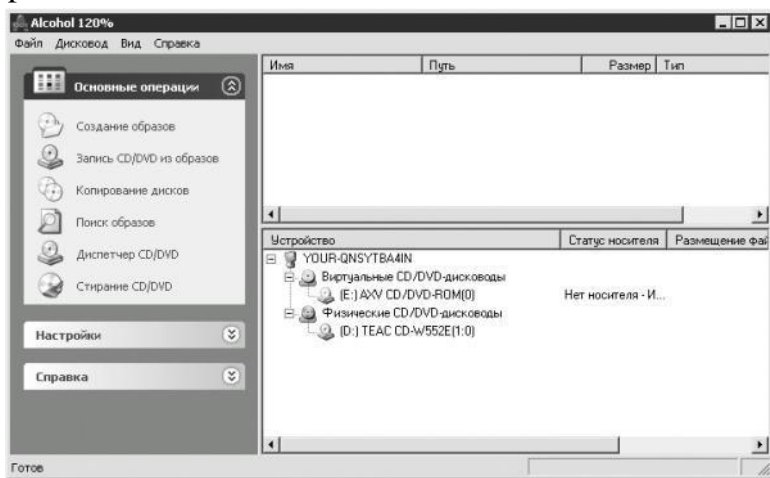 Alcohol 120%
Файл Дисковод Вид Справка
Основные операции
Создание образов
Запись CD/DVD из образов
Копирование дисков
Поиск образов
Диспетчер CD/DVD
Стирание CD/DVD
Настройки
Справка
Имя Путь Размер Тип
Устройство Статус носителя Размещение фай
YOUR-QNSYTBA4IN
Виртуальные CD/DVD-дисководы
(E:) AXV CD/DVD-ROM(0) Нет носителя - И...
Физические CD/DVD-дисководы
(D:) TEAC CD-W552E(1:0)
Готов